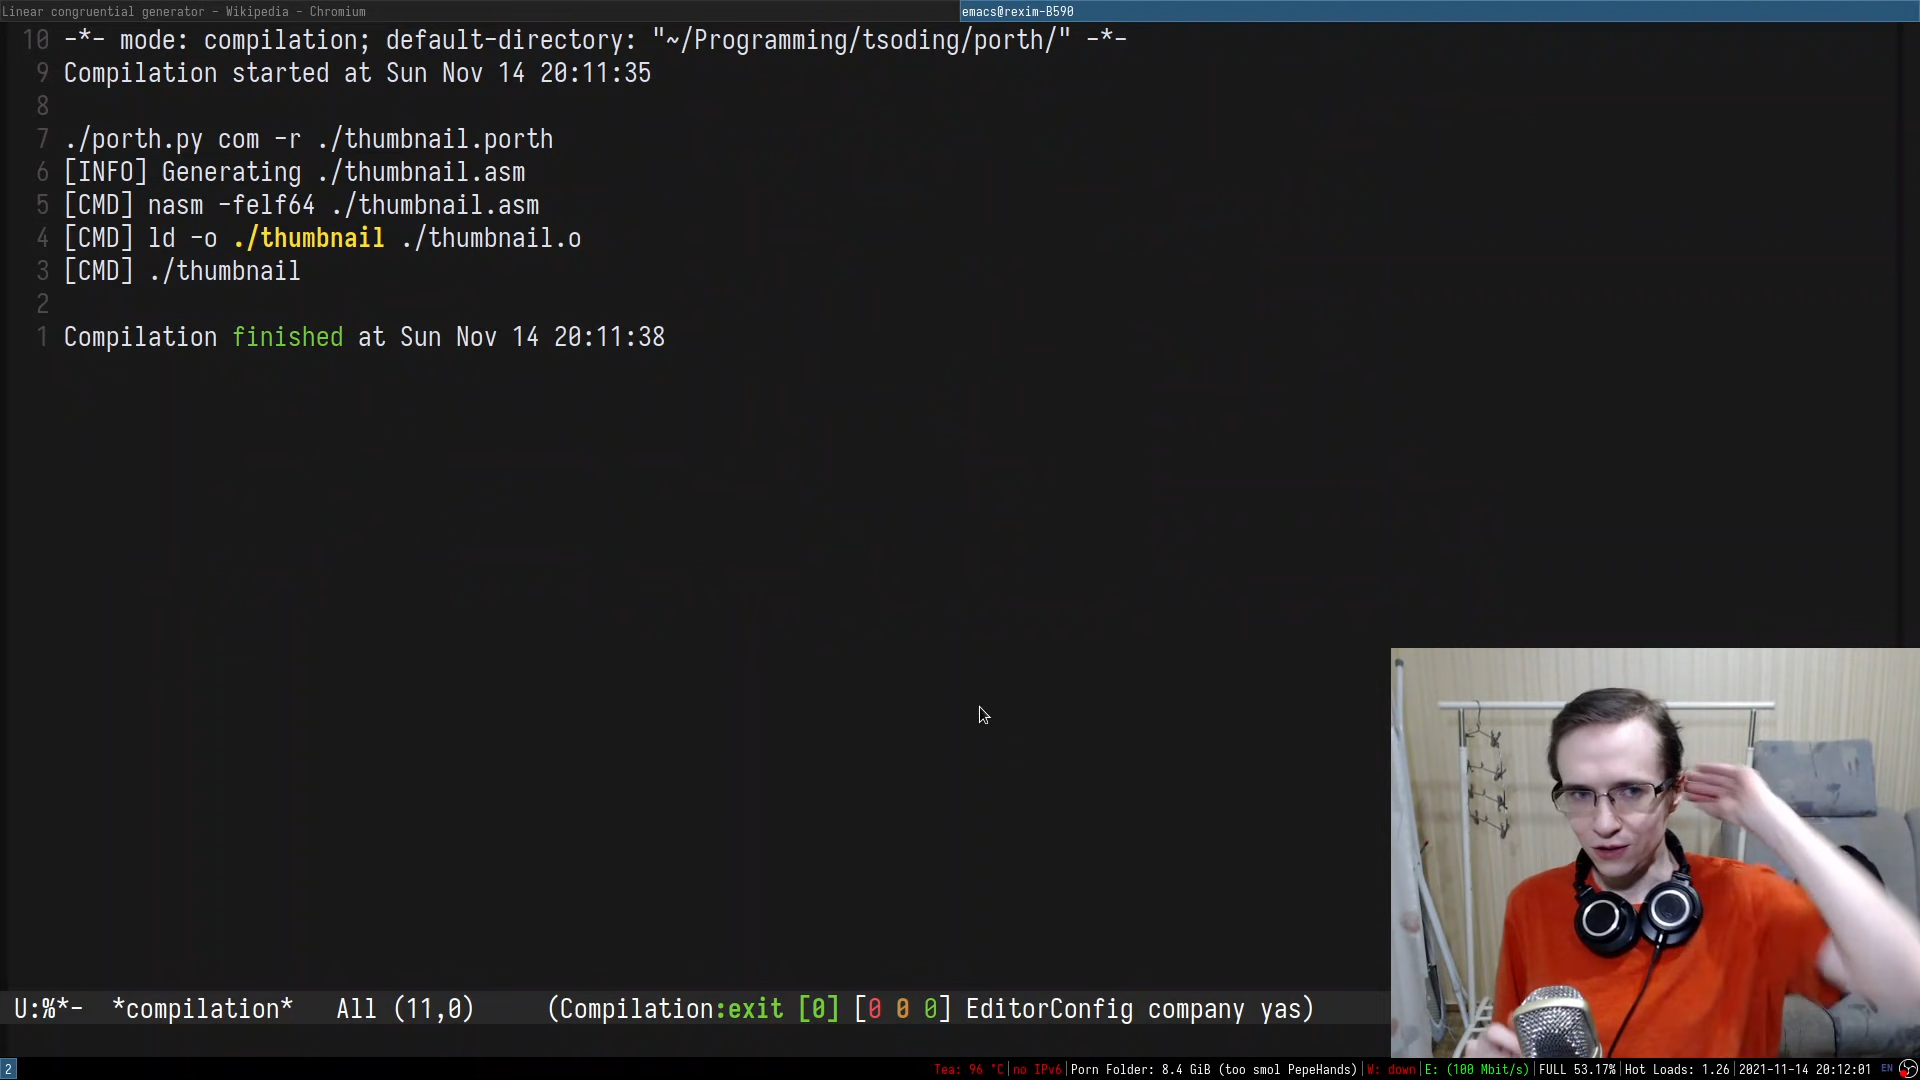 Linear congruential generator - Wikipedia - Chromium
emacs@rexim-B590
10 -*- mode: compilation; default-directory: "~/Programming/tsoding/porth/" -*-
9 Compilation started at Sun Nov 14 20:11:35
8
7 ./porth.py com -r ./thumbnail.porth
6 [INFO] Generating ./thumbnail.asm
5 [CMD] nasm -felf64 ./thumbnail.asm
4 [CMD] ld -o ./thumbnail ./thumbnail.o
3 [CMD] ./thumbnail
2
1 Compilation finished at Sun Nov 14 20:11:38
U:%*- *compilation* All (11,0) (Compilation:exit [0] [0 0 0] EditorConfig company yas)
2 Tea: 96 °C|no IPv6|Porn Folder: 8.4 GiB (too smol PepeHands)|W: down|E: (100 Mbit/s)|FULL 53.17%|Hot Loads: 1.26|2021-11-14 20:12:01 EN